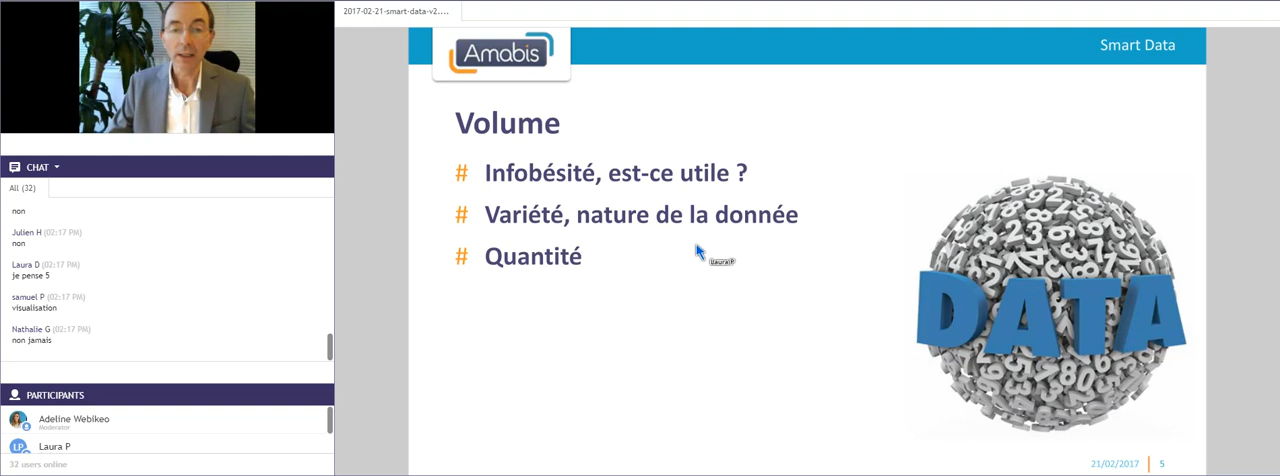 CHAT
All (32)
non
Julien H (02:17 PM)
non
Laura D (02:17 PM)
je pense 5
samuel P (02:17 PM)
visualisation
Nathalie G (02:17 PM)
non jamais
PARTICIPANTS
Adeline Webikeo
Moderator
LP
Laura P
32 users online
2017-02-21-smart-data-v2....
Amabis
Smart Data
Volume
# Infobésité, est-ce utile ?
# Variété, nature de la donnée
# Quantité
Laura P
DATA
21/02/2017
5